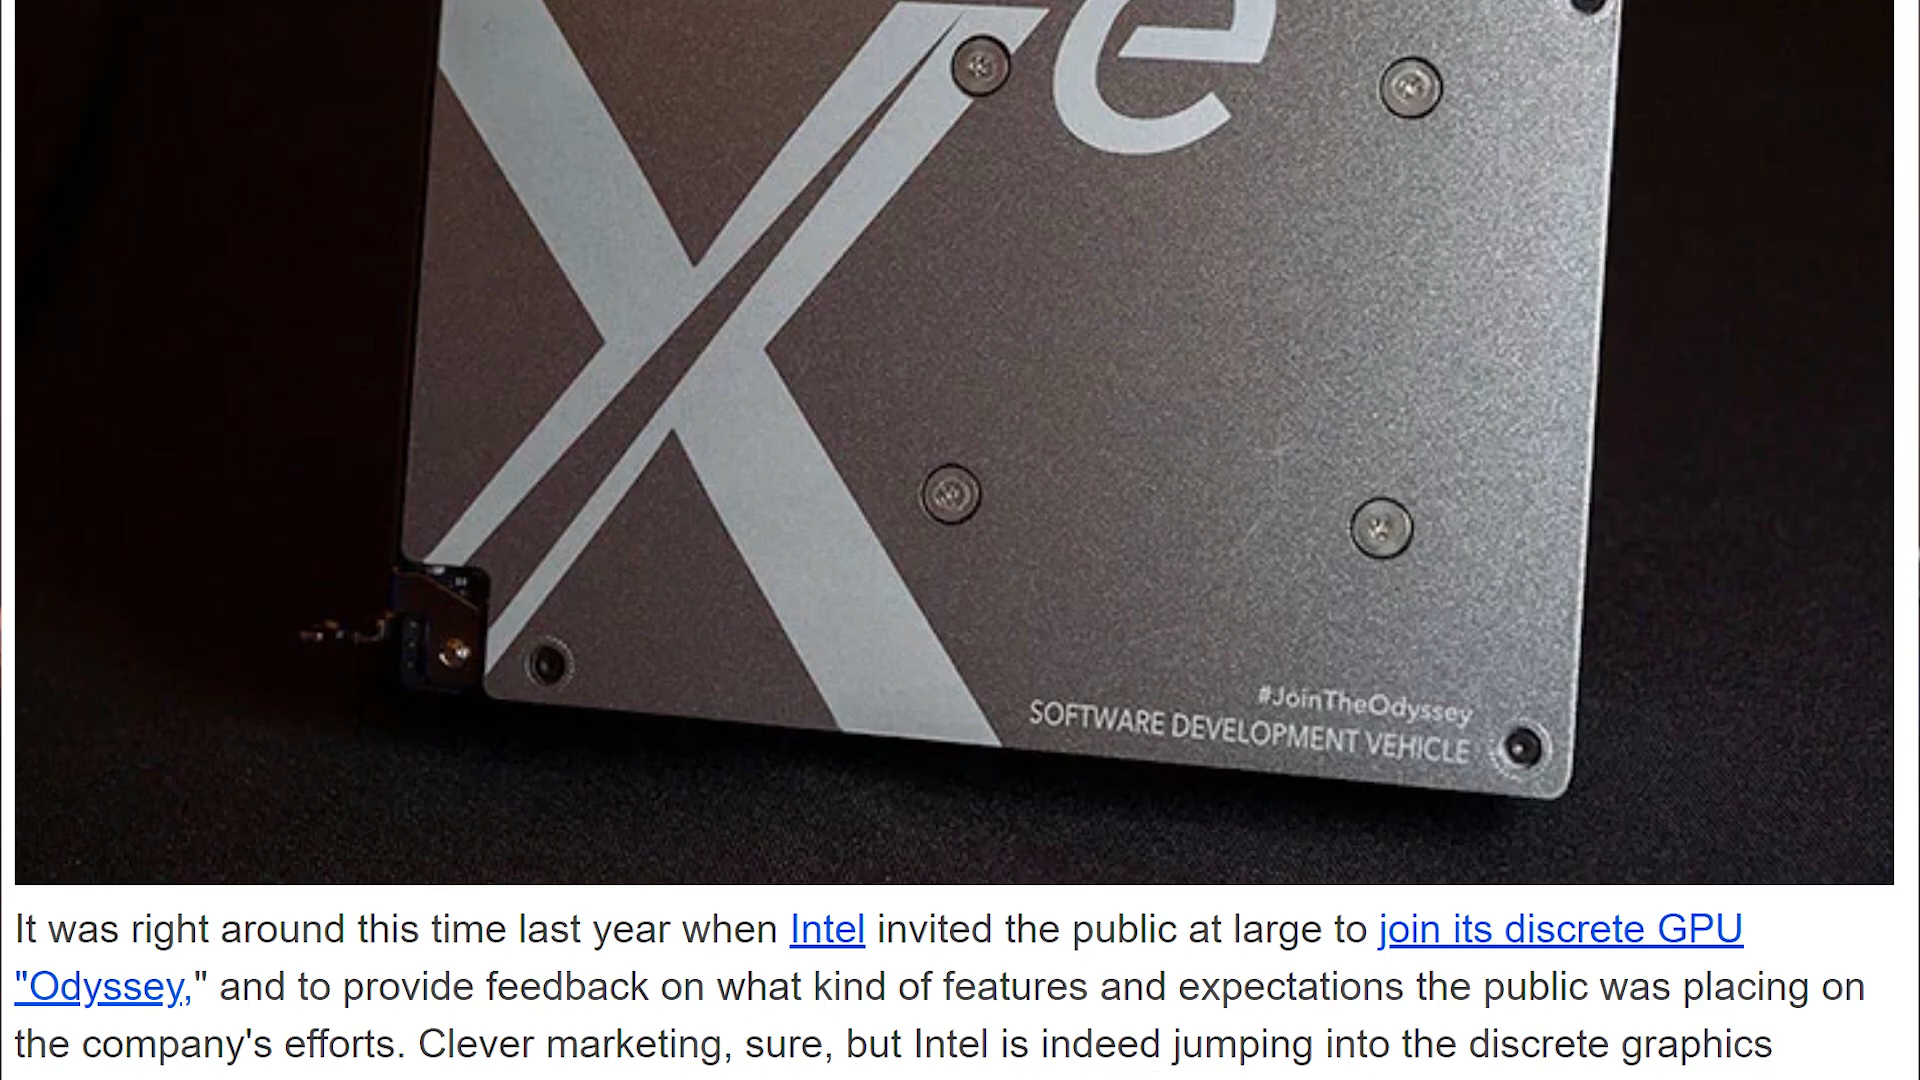 Xe
#JoinTheOdyssey
SOFTWARE DEVELOPMENT VEHICLE
It was right around this time last year when Intel invited the public at large to join its discrete GPU
"Odyssey," and to provide feedback on what kind of features and expectations the public was placing on
the company's efforts. Clever marketing, sure, but Intel is indeed jumping into the discrete graphics